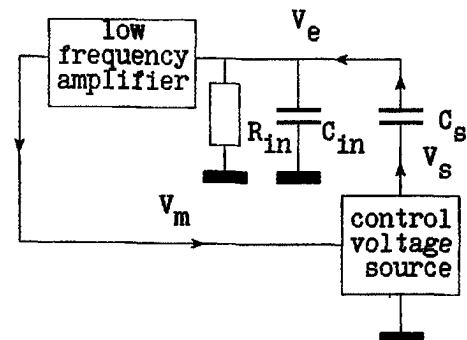 low
frequency
amplifier
V_e
R_in
C_in
C_s
V_s
V_m
control
voltage
source